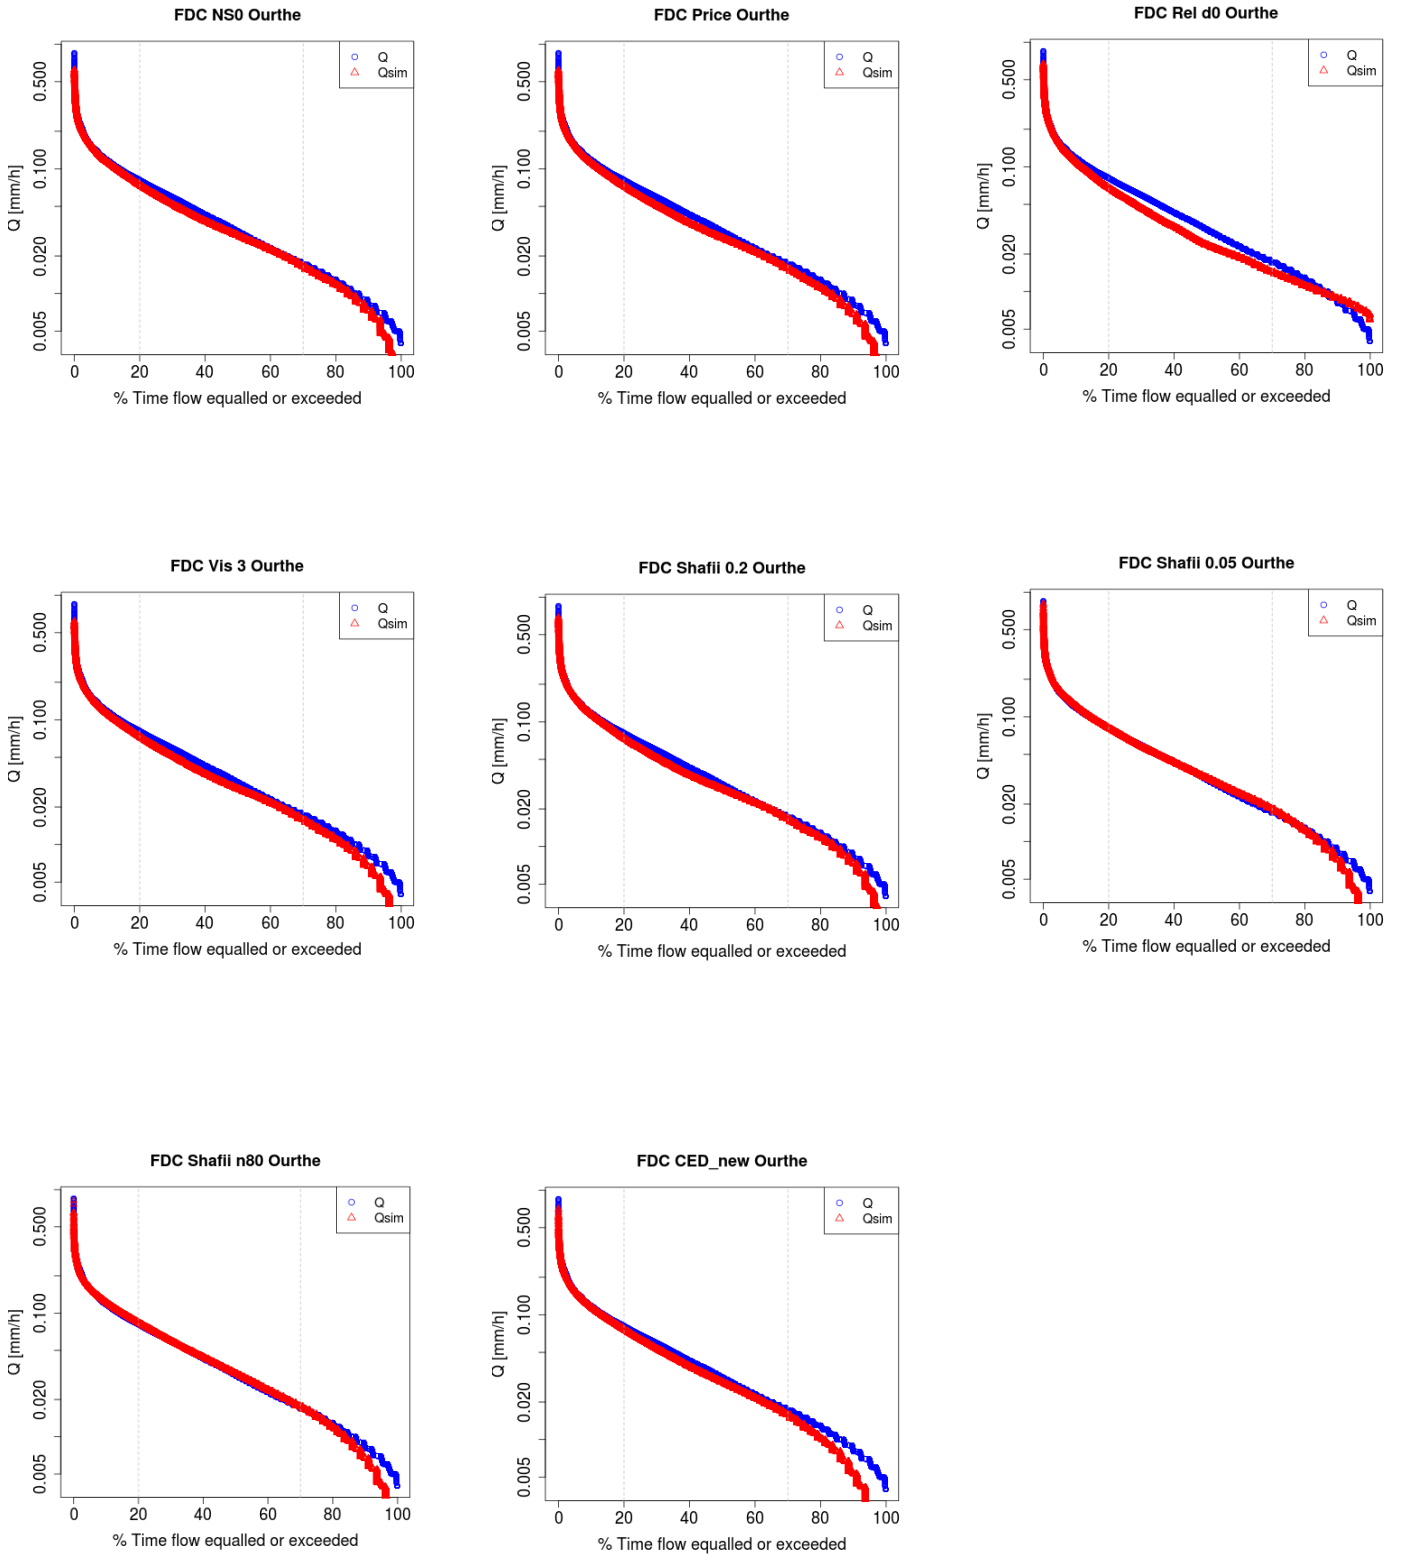 FDC NS0 Ourthe
Q
Qsim
Q [mm/h]
0.005 0.020 0.100 0.500
0 20 40 60 80 100
% Time flow equalled or exceeded
FDC Price Ourthe
Q
Qsim
Q [mm/h]
0.005 0.020 0.100 0.500
0 20 40 60 80 100
% Time flow equalled or exceeded
FDC Rel d0 Ourthe
Q
Qsim
Q [mm/h]
0.005 0.020 0.100 0.500
0 20 40 60 80 100
% Time flow equalled or exceeded
FDC Vis 3 Ourthe
Q
Qsim
Q [mm/h]
0.005 0.020 0.100 0.500
0 20 40 60 80 100
% Time flow equalled or exceeded
FDC Shafii 0.2 Ourthe
Q
Qsim
Q [mm/h]
0.005 0.020 0.100 0.500
0 20 40 60 80 100
% Time flow equalled or exceeded
FDC Shafii 0.05 Ourthe
Q
Qsim
Q [mm/h]
0.005 0.020 0.100 0.500
0 20 40 60 80 100
% Time flow equalled or exceeded
FDC Shafii n80 Ourthe
Q
Qsim
Q [mm/h]
0.005 0.020 0.100 0.500
0 20 40 60 80 100
% Time flow equalled or exceeded
FDC CED_new Ourthe
Q
Qsim
Q [mm/h]
0.005 0.020 0.100 0.500
0 20 40 60 80 100
% Time flow equalled or exceeded